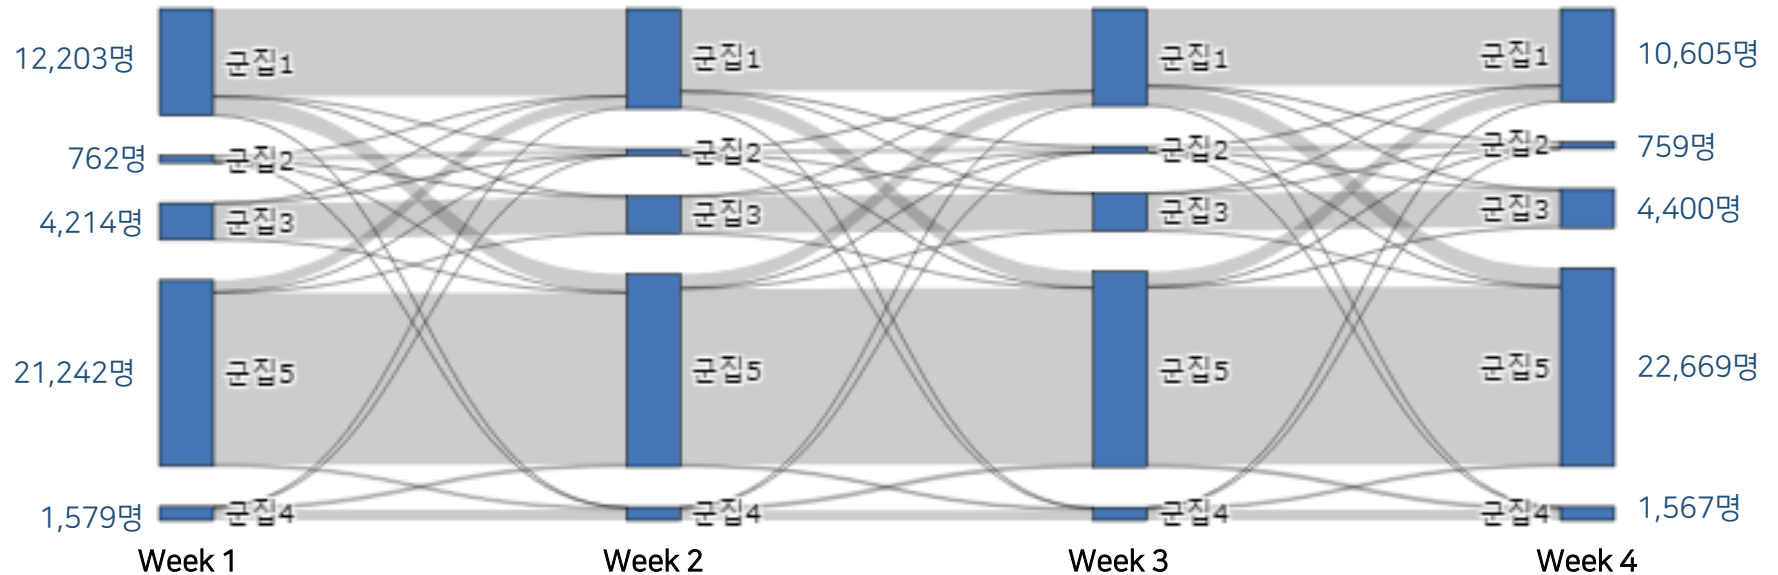 12,203명 군집1 군집1 군집1 군집1 10,605명
762명 군집2 군집2 군집2 군집2 759명
4,214명 군집3 군집3 군집3 군집3 4,400명
21,242명 군집5 군집5 군집5 군집5 22,669명
1,579명 군집4 군집4 군집4 군집4 1,567명
Week 1 Week 2 Week 3 Week 4